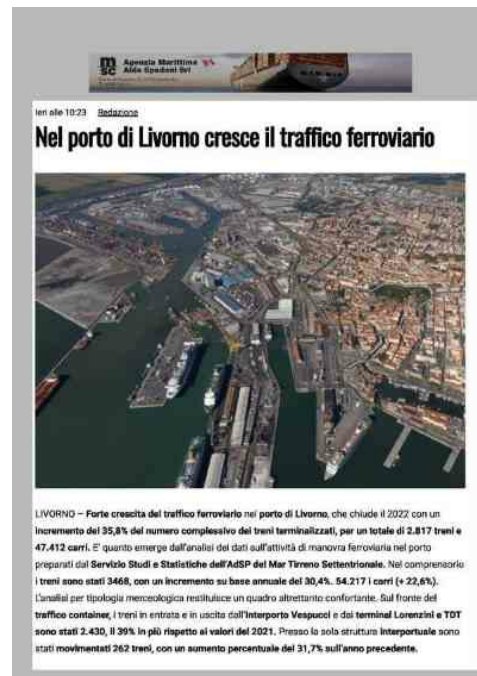 msc Agenzia Marittima
Aldo Spadoni Srl
Ieri alle 10:23 Redazione
Nel porto di Livorno cresce il traffico ferroviario
LIVORNO – Forte crescita del traffico ferroviario nel porto di Livorno, che chiude il 2022 con un
incremento del 35,8% del numero complessivo dei treni terminalizzati, per un totale di 2.817 treni e
47.412 carri. E' quanto emerge dall'analisi dei dati sull'attività di manovra ferroviaria nel porto
preparati dal Servizio Studi e Statistiche dell'AdSP del Mar Tirreno Settentrionale. Nel comprensorio
i treni sono stati 3468, con un incremento su base annuale del 30,4%. 54.217 i carri (+ 22,6%).
L'analisi per tipologia merceologica restituisce un quadro altrettanto confortante. Sul fronte del
traffico container, i treni in entrata e in uscita dall'Interporto Vespucci e dai terminal Lorenzini e TDT
sono stati 2.430, il 39% in più rispetto ai valori del 2021. Presso la sola struttura interportuale sono
stati movimentati 262 treni, con un aumento percentuale del 31,7% sull'anno precedente.